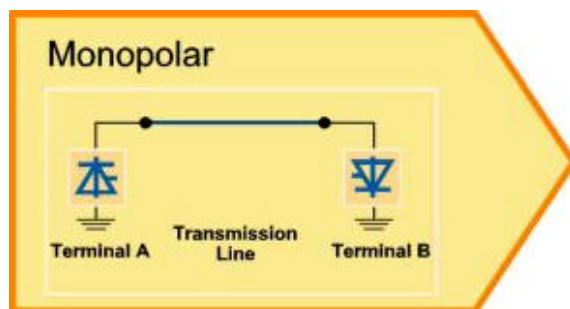 Monopolar
Terminal A
Transmission
Line
Terminal B